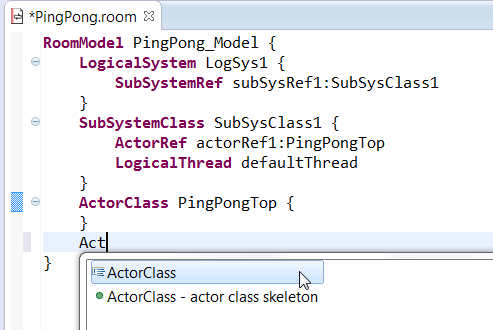 *PingPong.room
RoomModel PingPong_Model {
LogicalSystem LogSys1 {
SubSystemRef subSysRef1:SubSysClass1
}
SubSystemClass SubSysClass1 {
ActorRef actorRef1:PingPongTop
LogicalThread defaultThread
}
ActorClass PingPongTop {
}
Act
}
ActorClass
ActorClass - actor class skeleton